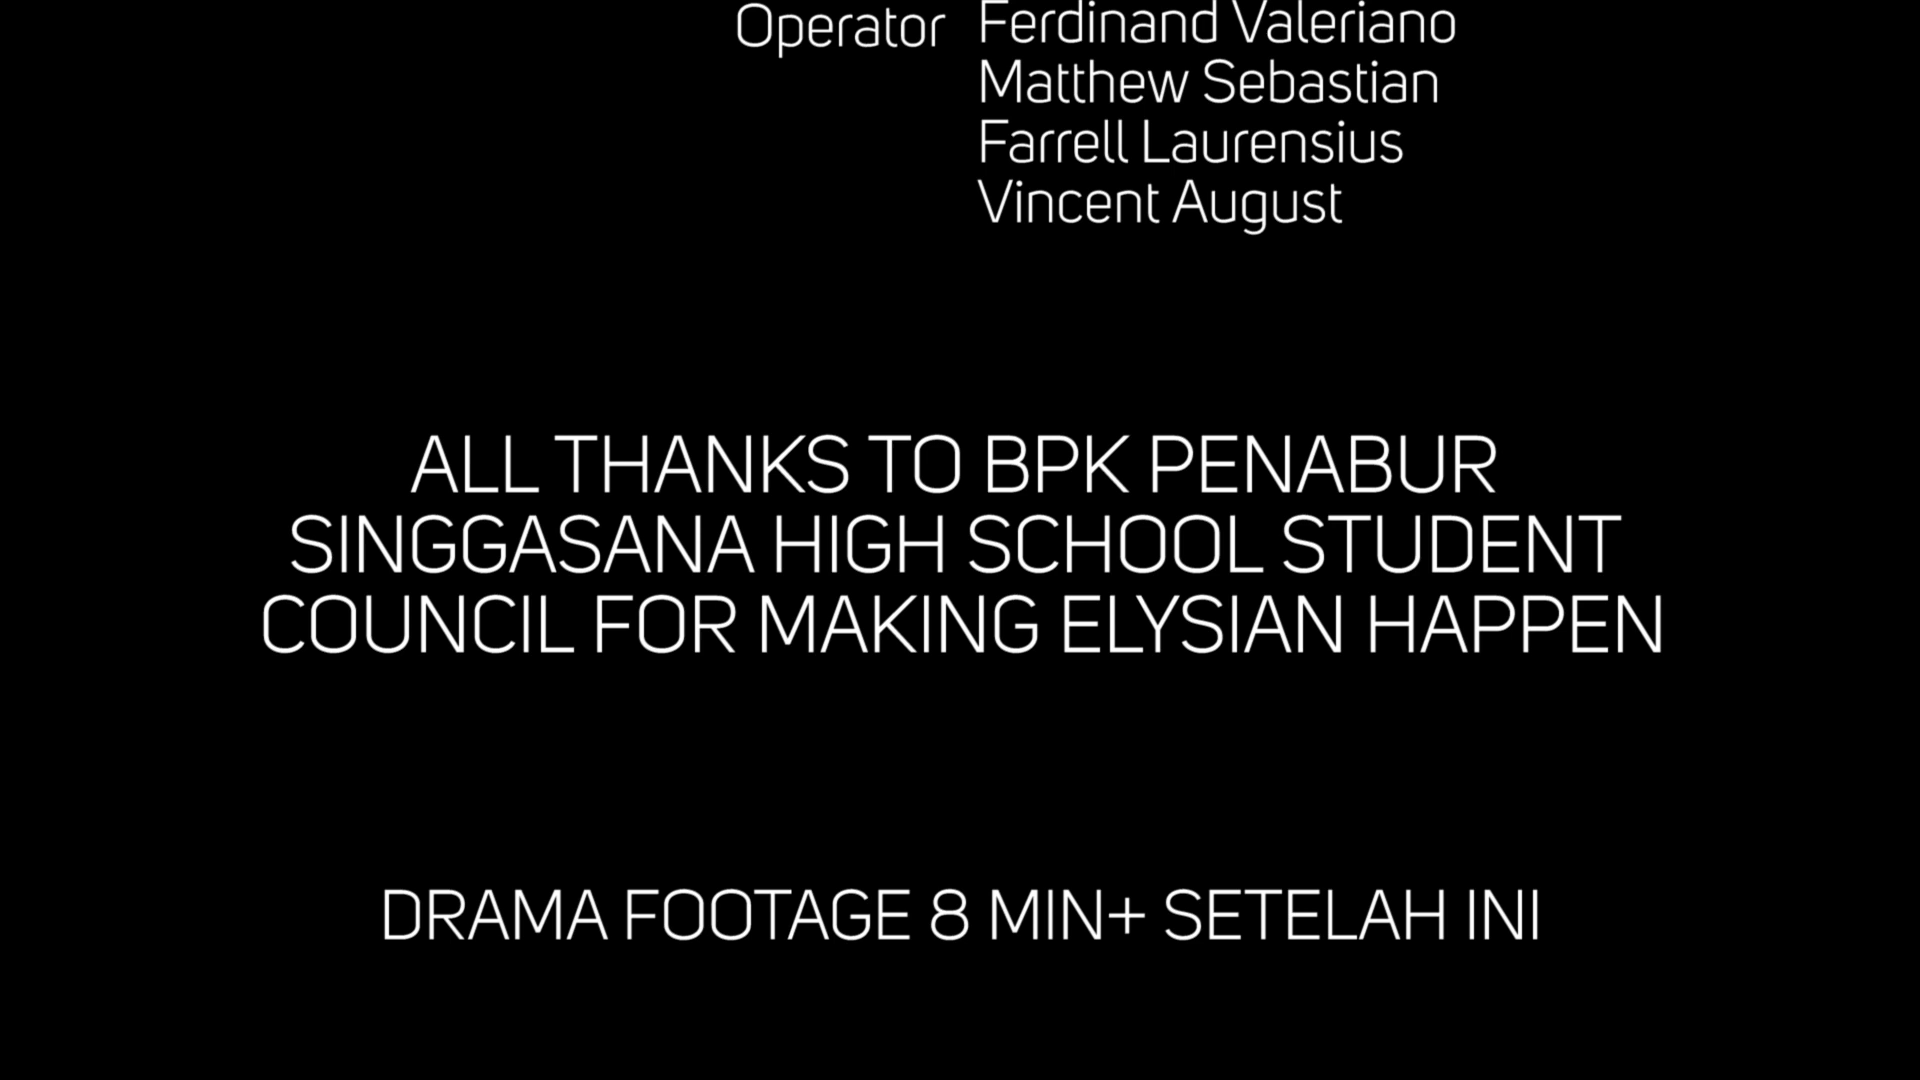 Operator Ferdinand Valeriano
Matthew Sebastian
Farrell Laurensius
Vincent August
ALL THANKS TO BPK PENABUR
SINGGASANA HIGH SCHOOL STUDENT
COUNCIL FOR MAKING ELYSIAN HAPPEN
DRAMA FOOTAGE 8 MIN+ SETELAH INI